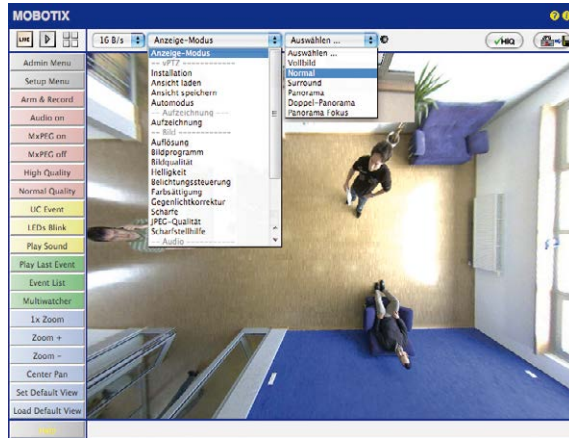 MOBOTIX
LIVE
16 B/s
Anzeige-Modus
Auswählen ...
HiQ
Admin Menu
Setup Menu
Arm & Record
Audio on
MxPEG on
MxPEG off
High Quality
Normal Quality
UC Event
LEDs Blink
Play Sound
Play Last Event
Event List
Multiwatcher
1x Zoom
Zoom +
Zoom –
Center Pan
Set Default View
Load Default View
Anzeige-Modus
-- vPTZ ------------
Installation
Ansicht laden
Ansicht speichern
Automodus
-- Aufzeichnung ----
Aufzeichnung
-- Bild ------------
Auflösung
Bildprogramm
Bildqualität
Helligkeit
Belichtungssteuerung
Farbsättigung
Gegenlichtkorrektur
Schärfe
JPEG-Qualität
Scharfstellhilfe
-- Audio -----------
Auswählen ...
Vollbild
Normal
Surround
Panorama
Doppel-Panorama
Panorama Fokus